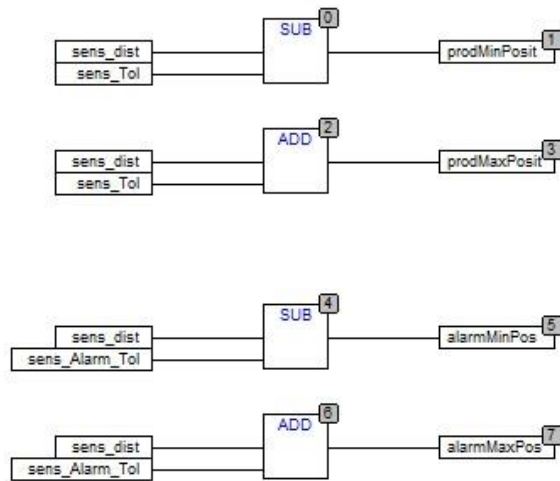 0
SUB
1
sens_dist
prodMinPosit
sens_Tol
2
ADD
3
sens_dist
prodMaxPosit
sens_Tol
4
SUB
5
sens_dist
alarmMinPos
sens_Alarm_Tol
6
ADD
7
sens_dist
alarmMaxPos
sens_Alarm_Tol